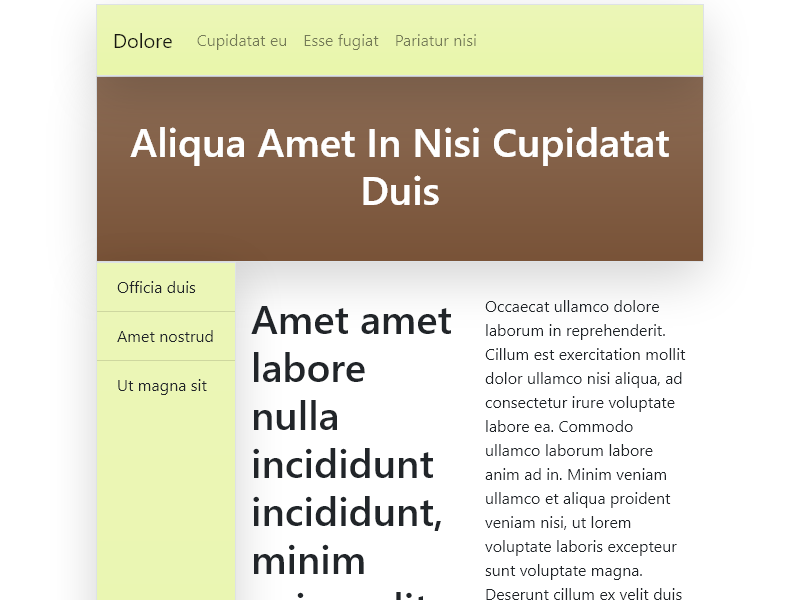 Dolore
Cupidatat eu
Esse fugiat
Pariatur nisi
Aliqua Amet In Nisi Cupidatat
Duis
Officia duis
Amet nostrud
Ut magna sit
Amet amet
labore
nulla
incididunt
incididunt,
minim
Occaecat ullamco dolore
laborum in reprehenderit.
Cillum est exercitation mollit
dolor ullamco nisi aliqua, ad
consectetur irure voluptate
labore ea. Commodo
ullamco laborum labore
anim ad in. Minim veniam
ullamco et aliqua proident
veniam nisi, ut lorem
voluptate laboris excepteur
sunt voluptate magna.
Deserunt cillum ex velit duis